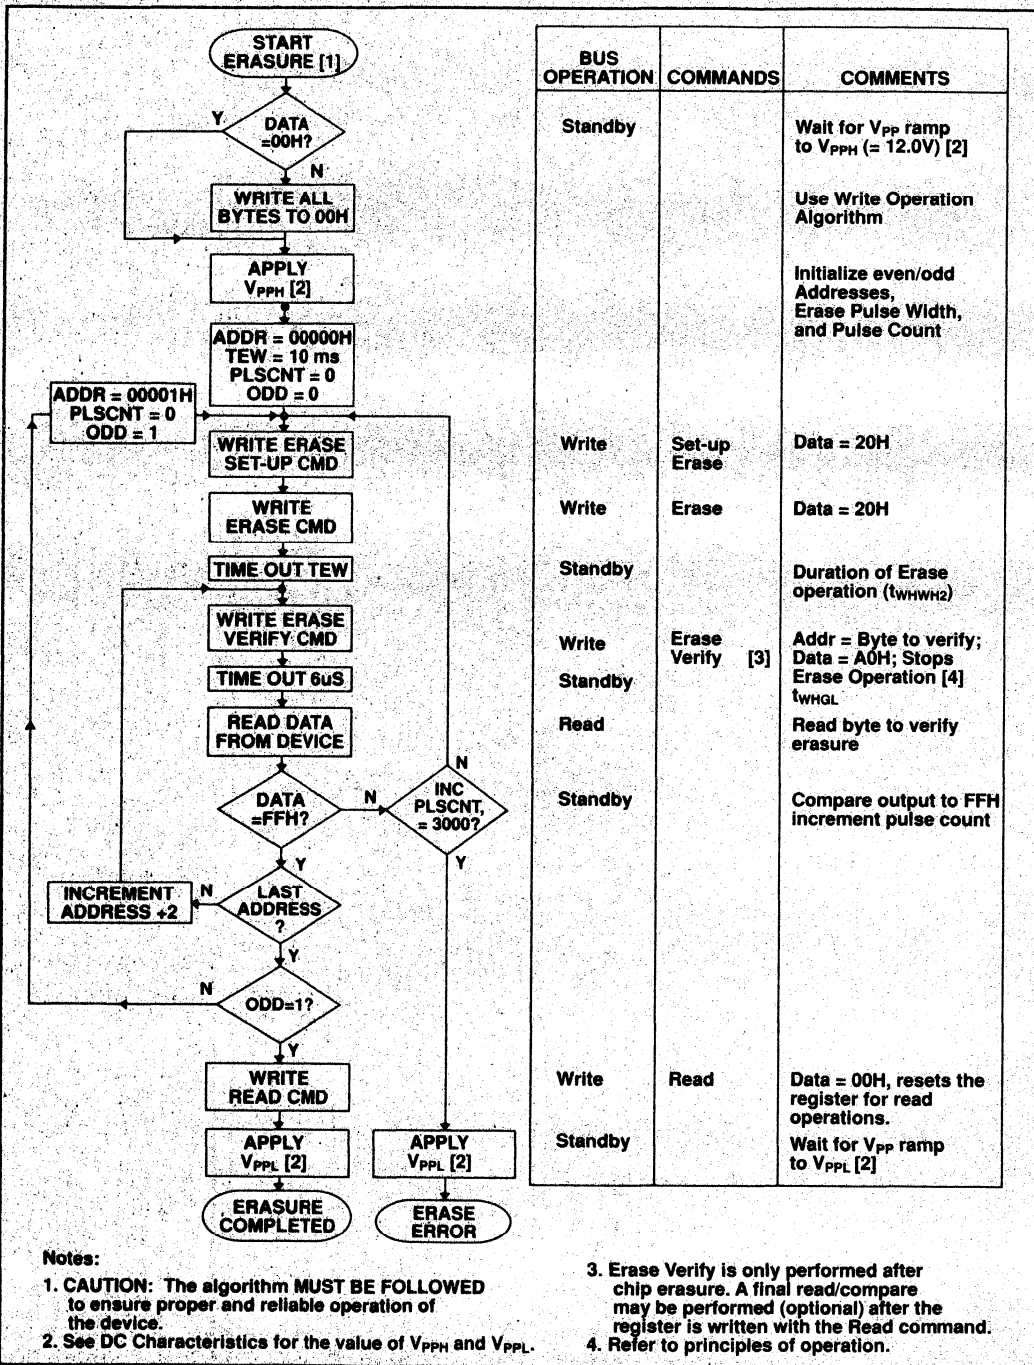 START
ERASURE [1]
Y
DATA
=00H?
N
WRITE ALL
BYTES TO 00H
APPLY
VPPH [2]
ADDR = 00000H
TEW = 10 ms
PLSCNT = 0
ODD = 0
ADDR = 00001H
PLSCNT = 0
ODD = 1
WRITE ERASE
SET-UP CMD
WRITE
ERASE CMD
TIME OUT TEW
WRITE ERASE
VERIFY CMD
TIME OUT 6uS
READ DATA
FROM DEVICE
DATA
=FFH?
N
INC
PLSCNT,
= 3000?
N
Y
Y
LAST
ADDRESS
?
N
INCREMENT
ADDRESS +2
Y
ODD=1?
N
Y
WRITE
READ CMD
APPLY
VPPL [2]
APPLY
VPPL [2]
ERASURE
COMPLETED
ERASE
ERROR
BUS
OPERATION COMMANDS COMMENTS
Standby Wait for VPP ramp
to VPPH (= 12.0V) [2]
Use Write Operation
Algorithm
Initialize even/odd
Addresses,
Erase Pulse Width,
and Pulse Count
Write Set-up Data = 20H
Erase
Write Erase Data = 20H
Standby Duration of Erase
operation (tWHWH2)
Write Erase Addr = Byte to verify;
Verify [3] Data = A0H; Stops
Standby Erase Operation [4]
tWHGL
Read Read byte to verify
erasure
Standby Compare output to FFH
increment pulse count
Write Read Data = 00H, resets the
register for read
operations.
Standby Wait for VPP ramp
to VPPL [2]
Notes:
1. CAUTION: The algorithm MUST BE FOLLOWED
to ensure proper and reliable operation of
the device.
2. See DC Characteristics for the value of VPPH and VPPL.
3. Erase Verify is only performed after
chip erasure. A final read/compare
may be performed (optional) after the
register is written with the Read command.
4. Refer to principles of operation.